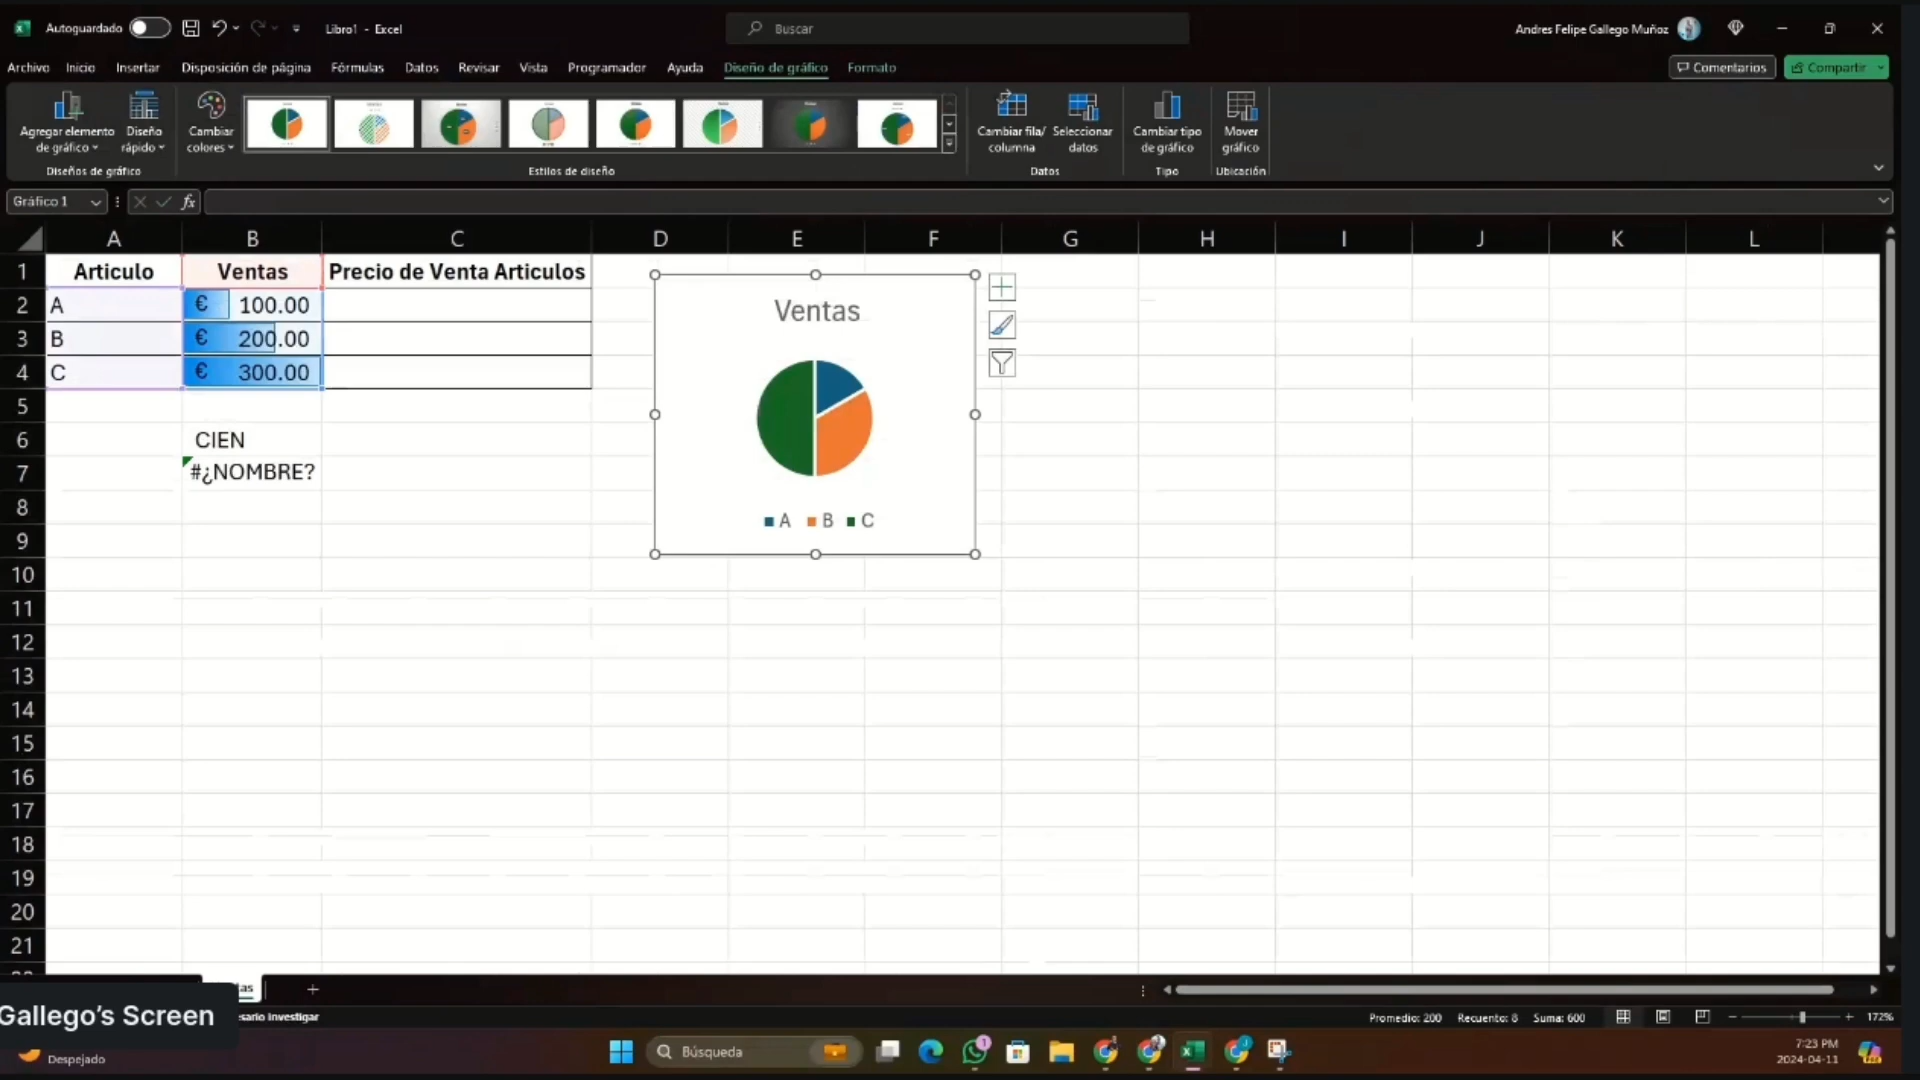 Autoguardado
Libro1 - Excel
Buscar
Andres Felipe Gallego Muñoz
Archivo Inicio Insertar Disposición de página Fórmulas Datos Revisar Vista Programador Ayuda Diseño de gráfico Formato
Comentarios
Compartir
Agregar elemento de gráfico
Diseño rápido
Cambiar colores
Cambiar fila/ columna
Seleccionar datos
Cambiar tipo de gráfico
Mover gráfico
Diseños de gráfico
Estilos de diseño
Datos
Tipo
Ubicación
Gráfico 1
fx
A B C D E F G H I J K L
1 Articulo Ventas Precio de Venta Articulos
2 A € 100.00
3 B € 200.00
4 C € 300.00
5
6 CIEN
7 #¿NOMBRE?
8
9
10
11
12
13
14
15
16
17
18
19
20
21
Ventas
A B C
Gallego's Screen
sario Investigar
Promedio: 200 Recuento: 8 Suma: 600
172%
Despejado
Búsqueda
1
7:23 PM
2024-04-11